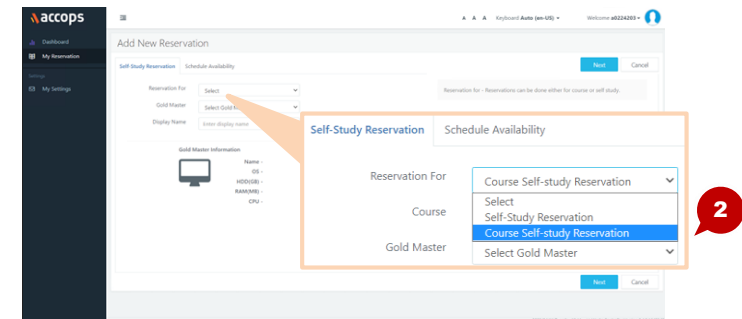 accops
A A A Keyboard Auto (en-US) Welcome a0224203
Dashboard
My Reservation
Settings
My Settings
Add New Reservation
Self-Study Reservation Schedule Availability
Next Cancel
Reservation For Select
Reservation for - Reservations can be done either for course or self study.
Gold Master Select Gold
Display Name Enter display name
Gold Master Information
Name -
OS -
HDD(GB) -
RAM(MB) -
CPU -
Self-Study Reservation Schedule Availability
Reservation For Course Self-study Reservation
Select
Self-Study Reservation
Course Self-study Reservation
Course
Gold Master Select Gold Master
2
Next Cancel